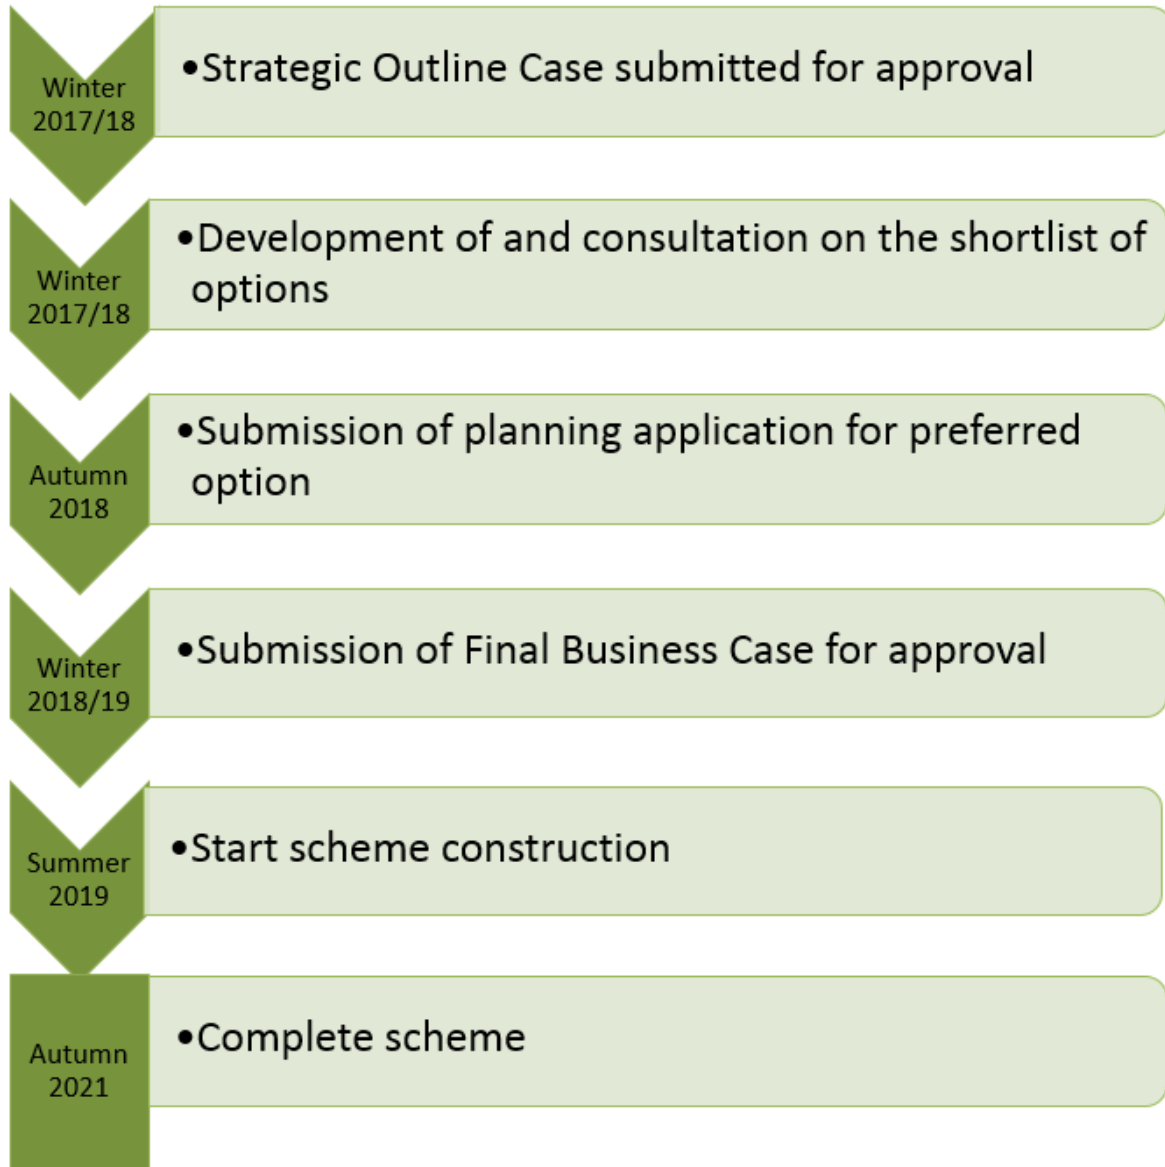 Winter
2017/18
•Strategic Outline Case submitted for approval
Winter
2017/18
•Development of and consultation on the shortlist of
options
Autumn
2018
•Submission of planning application for preferred
option
Winter
2018/19
•Submission of Final Business Case for approval
Summer
2019
•Start scheme construction
Autumn
2021
•Complete scheme